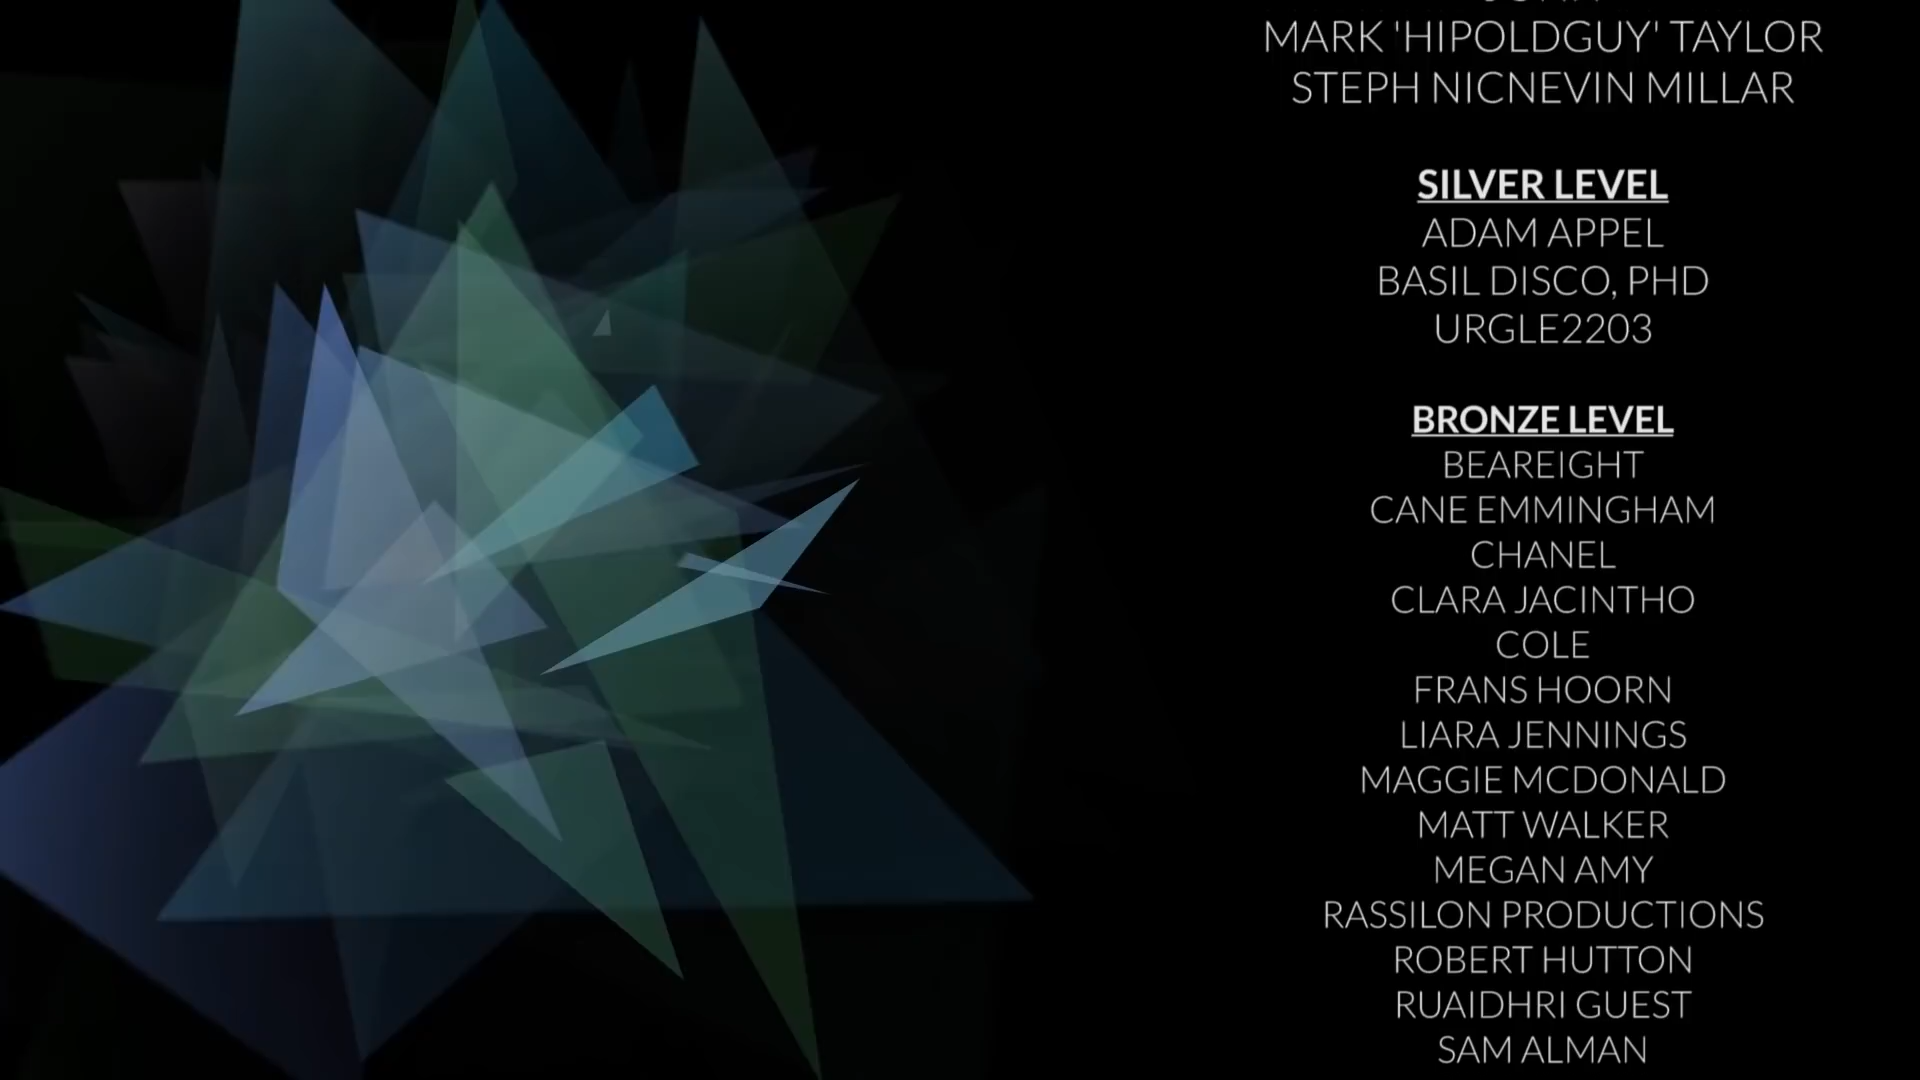 MARK 'HIPOLDGUY' TAYLOR
STEPH NICNEVIN MILLAR
SILVER LEVEL
ADAM APPEL
BASIL DISCO, PHD
URGLE2203
BRONZE LEVEL
BEAREIGHT
CANE EMMINGHAM
CHANEL
CLARA JACINTHO
COLE
FRANS HOORN
LIARA JENNINGS
MAGGIE MCDONALD
MATT WALKER
MEGAN AMY
RASSILON PRODUCTIONS
ROBERT HUTTON
RUAIDHRI GUEST
SAM ALMAN